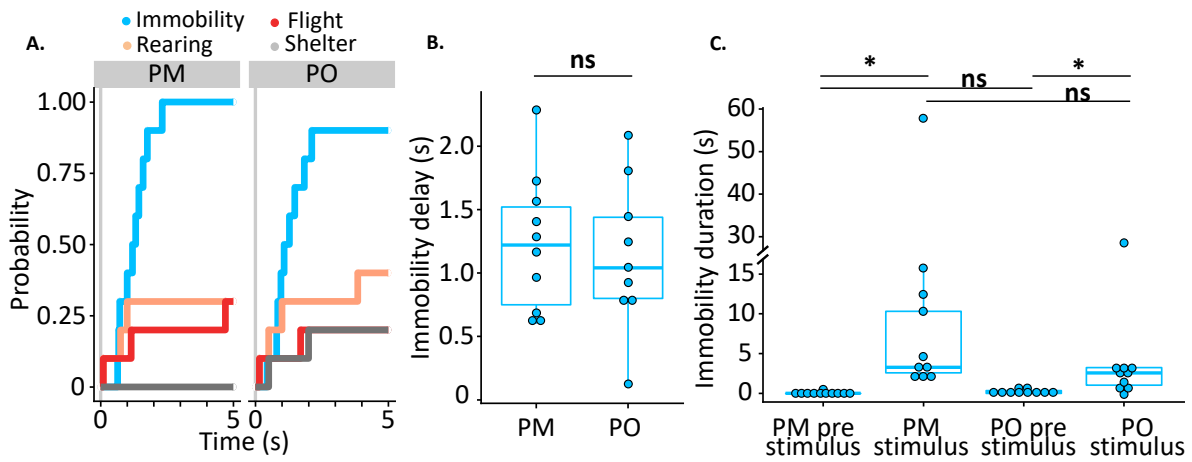 A.
Immobility
Flight
Rearing
Shelter
PM
PO
Probability
1.00
0.75
0.50
0.25
0
0
5
0
5
Time (s)
B.
ns
Immobility delay (s)
2.0
1.5
1.0
0.5
0
PM
PO
C.
*
*
ns
ns
Immobility duration (s)
60
50
40
30
15
10
5
0
PM pre
stimulus
PM
stimulus
PO pre
stimulus
PO
stimulus